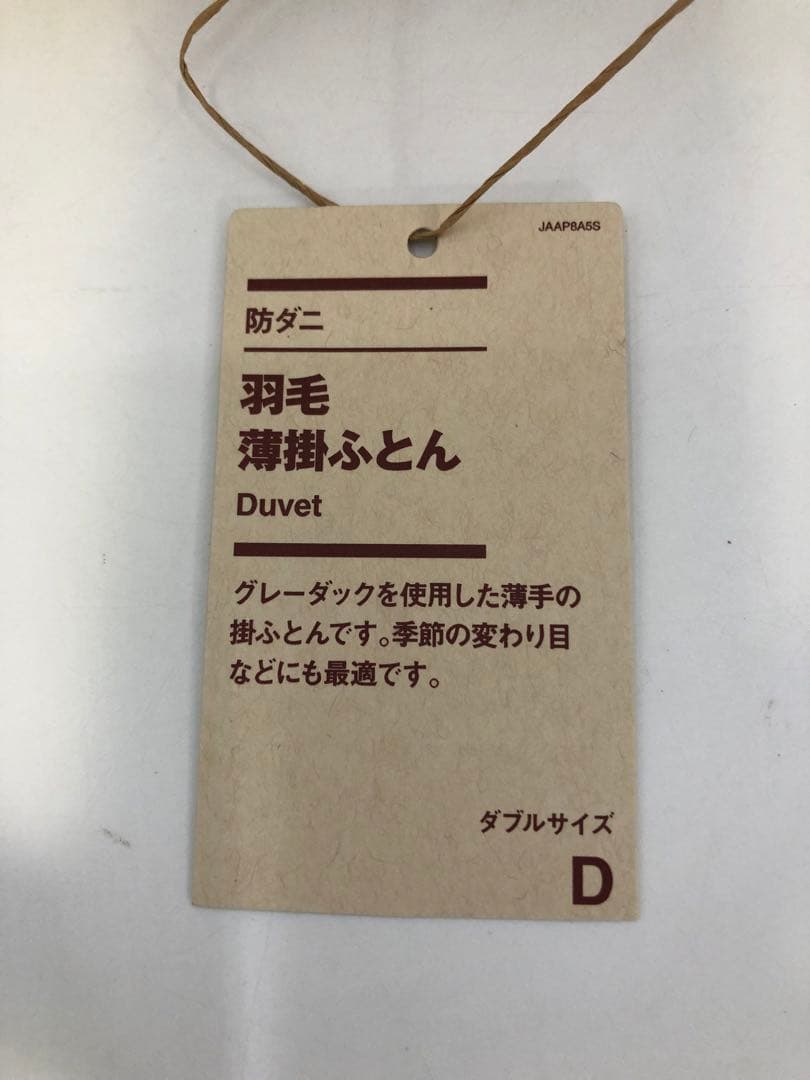 JAAP8A5S
防ダニ
羽毛
薄掛ふとん
Duvet
グレーダックを使用した薄手の
掛ふとんです。季節の変わり目
などにも最適です。
ダブルサイズ
D